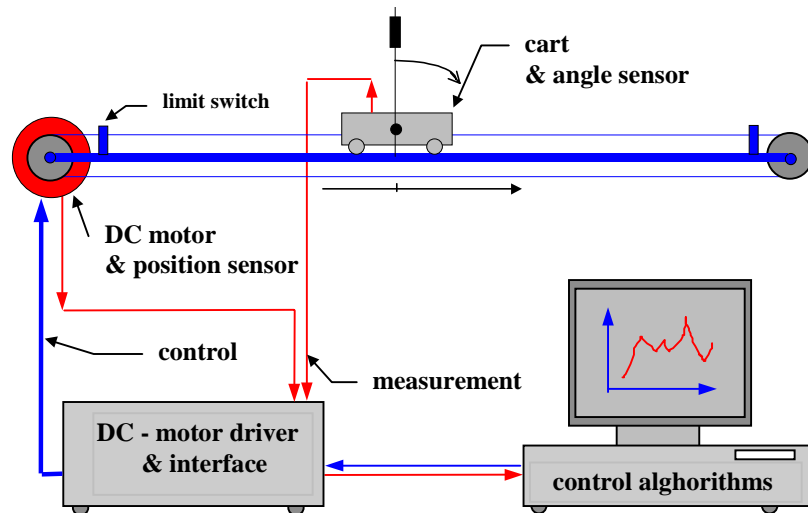 cart
& angle sensor
limit switch
DC motor
& position sensor
control
measurement
DC - motor driver
& interface
control alghorithms